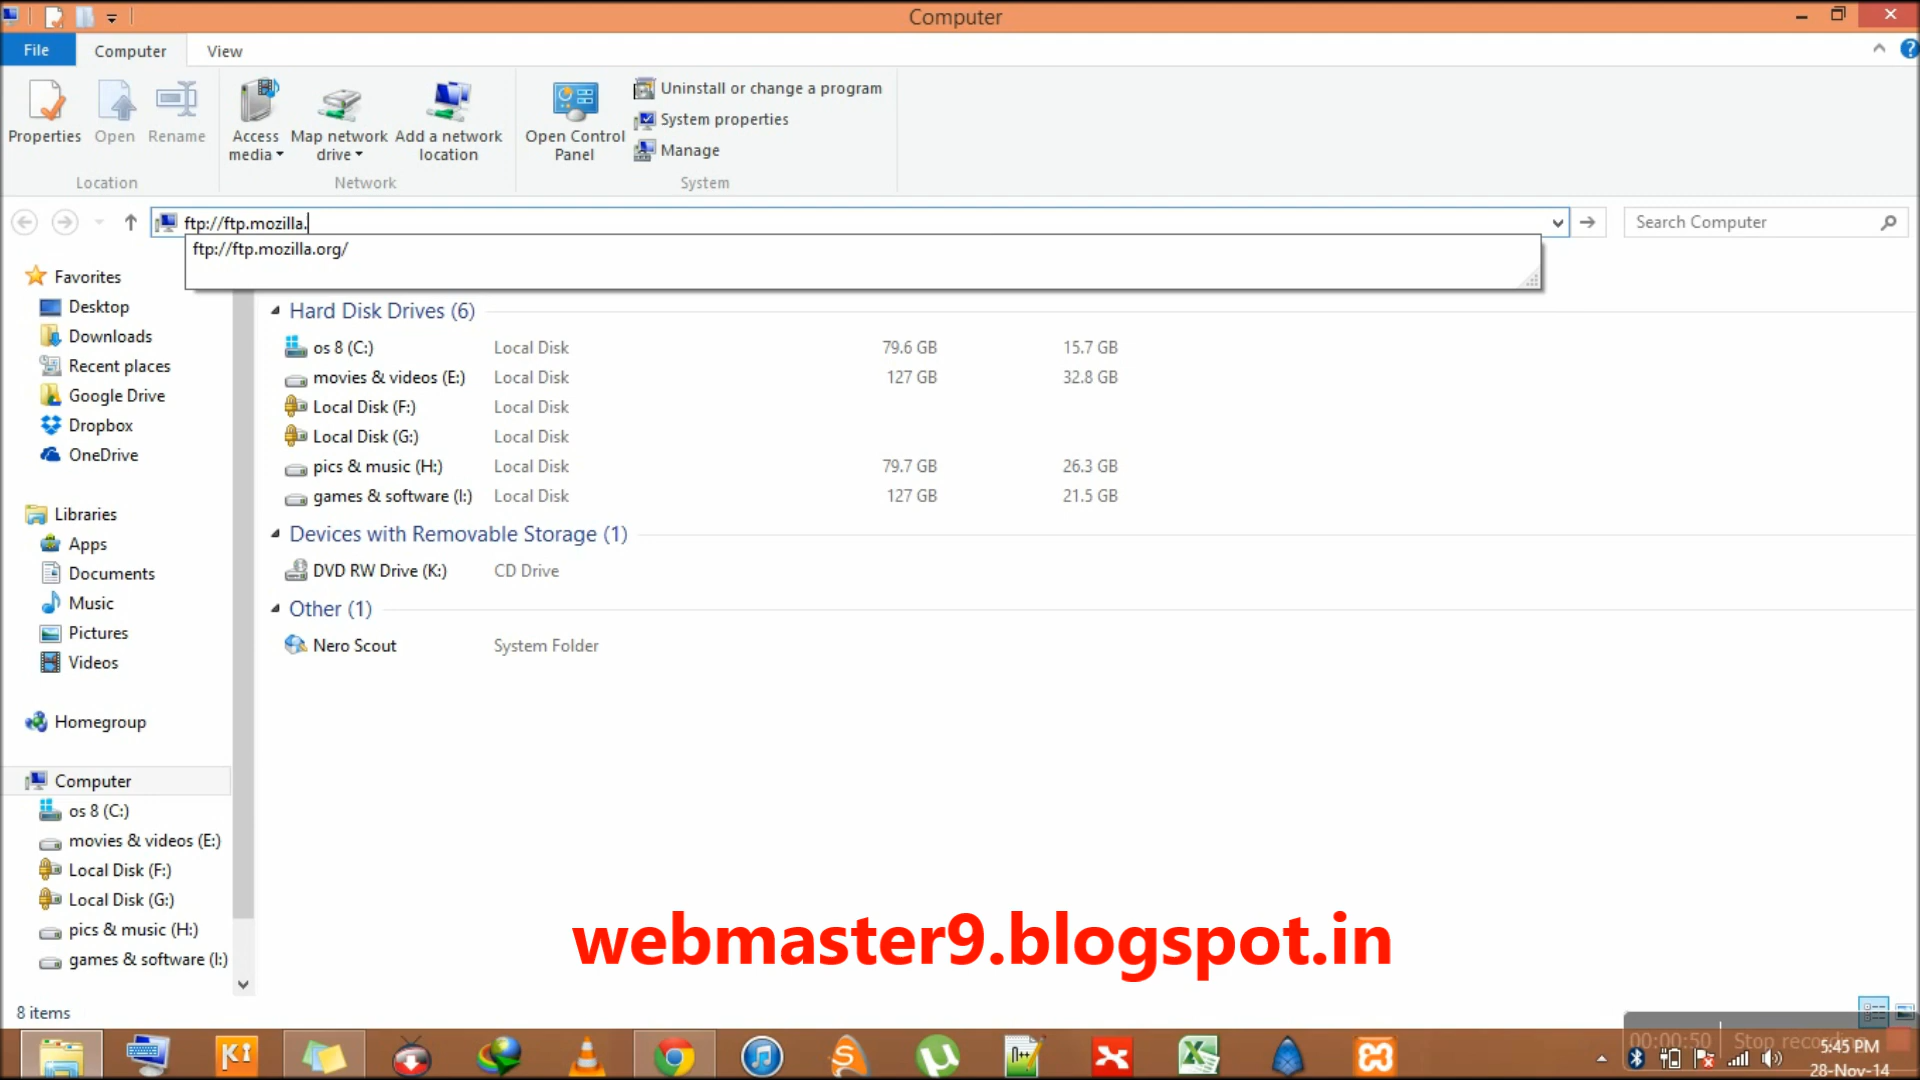 Computer
File
Computer
View
Properties
Open
Rename
Access media
Map network drive
Add a network location
Open Control Panel
Uninstall or change a program
System properties
Manage
Location
Network
System
ftp://ftp.mozilla.
Search Computer
ftp://ftp.mozilla.org/
Favorites
Desktop
Downloads
Recent places
Google Drive
Dropbox
OneDrive
Libraries
Apps
Documents
Music
Pictures
Videos
Homegroup
Computer
os 8 (C:)
movies & videos (E:)
Local Disk (F:)
Local Disk (G:)
pics & music (H:)
games & software (I:)
Hard Disk Drives (6)
os 8 (C:) Local Disk 79.6 GB 15.7 GB
movies & videos (E:) Local Disk 127 GB 32.8 GB
Local Disk (F:) Local Disk
Local Disk (G:) Local Disk
pics & music (H:) Local Disk 79.7 GB 26.3 GB
games & software (I:) Local Disk 127 GB 21.5 GB
Devices with Removable Storage (1)
DVD RW Drive (K:) CD Drive
Other (1)
Nero Scout System Folder
webmaster9.blogspot.in
8 items
00:00:50 Stop
5:45 PM
28-Nov-14